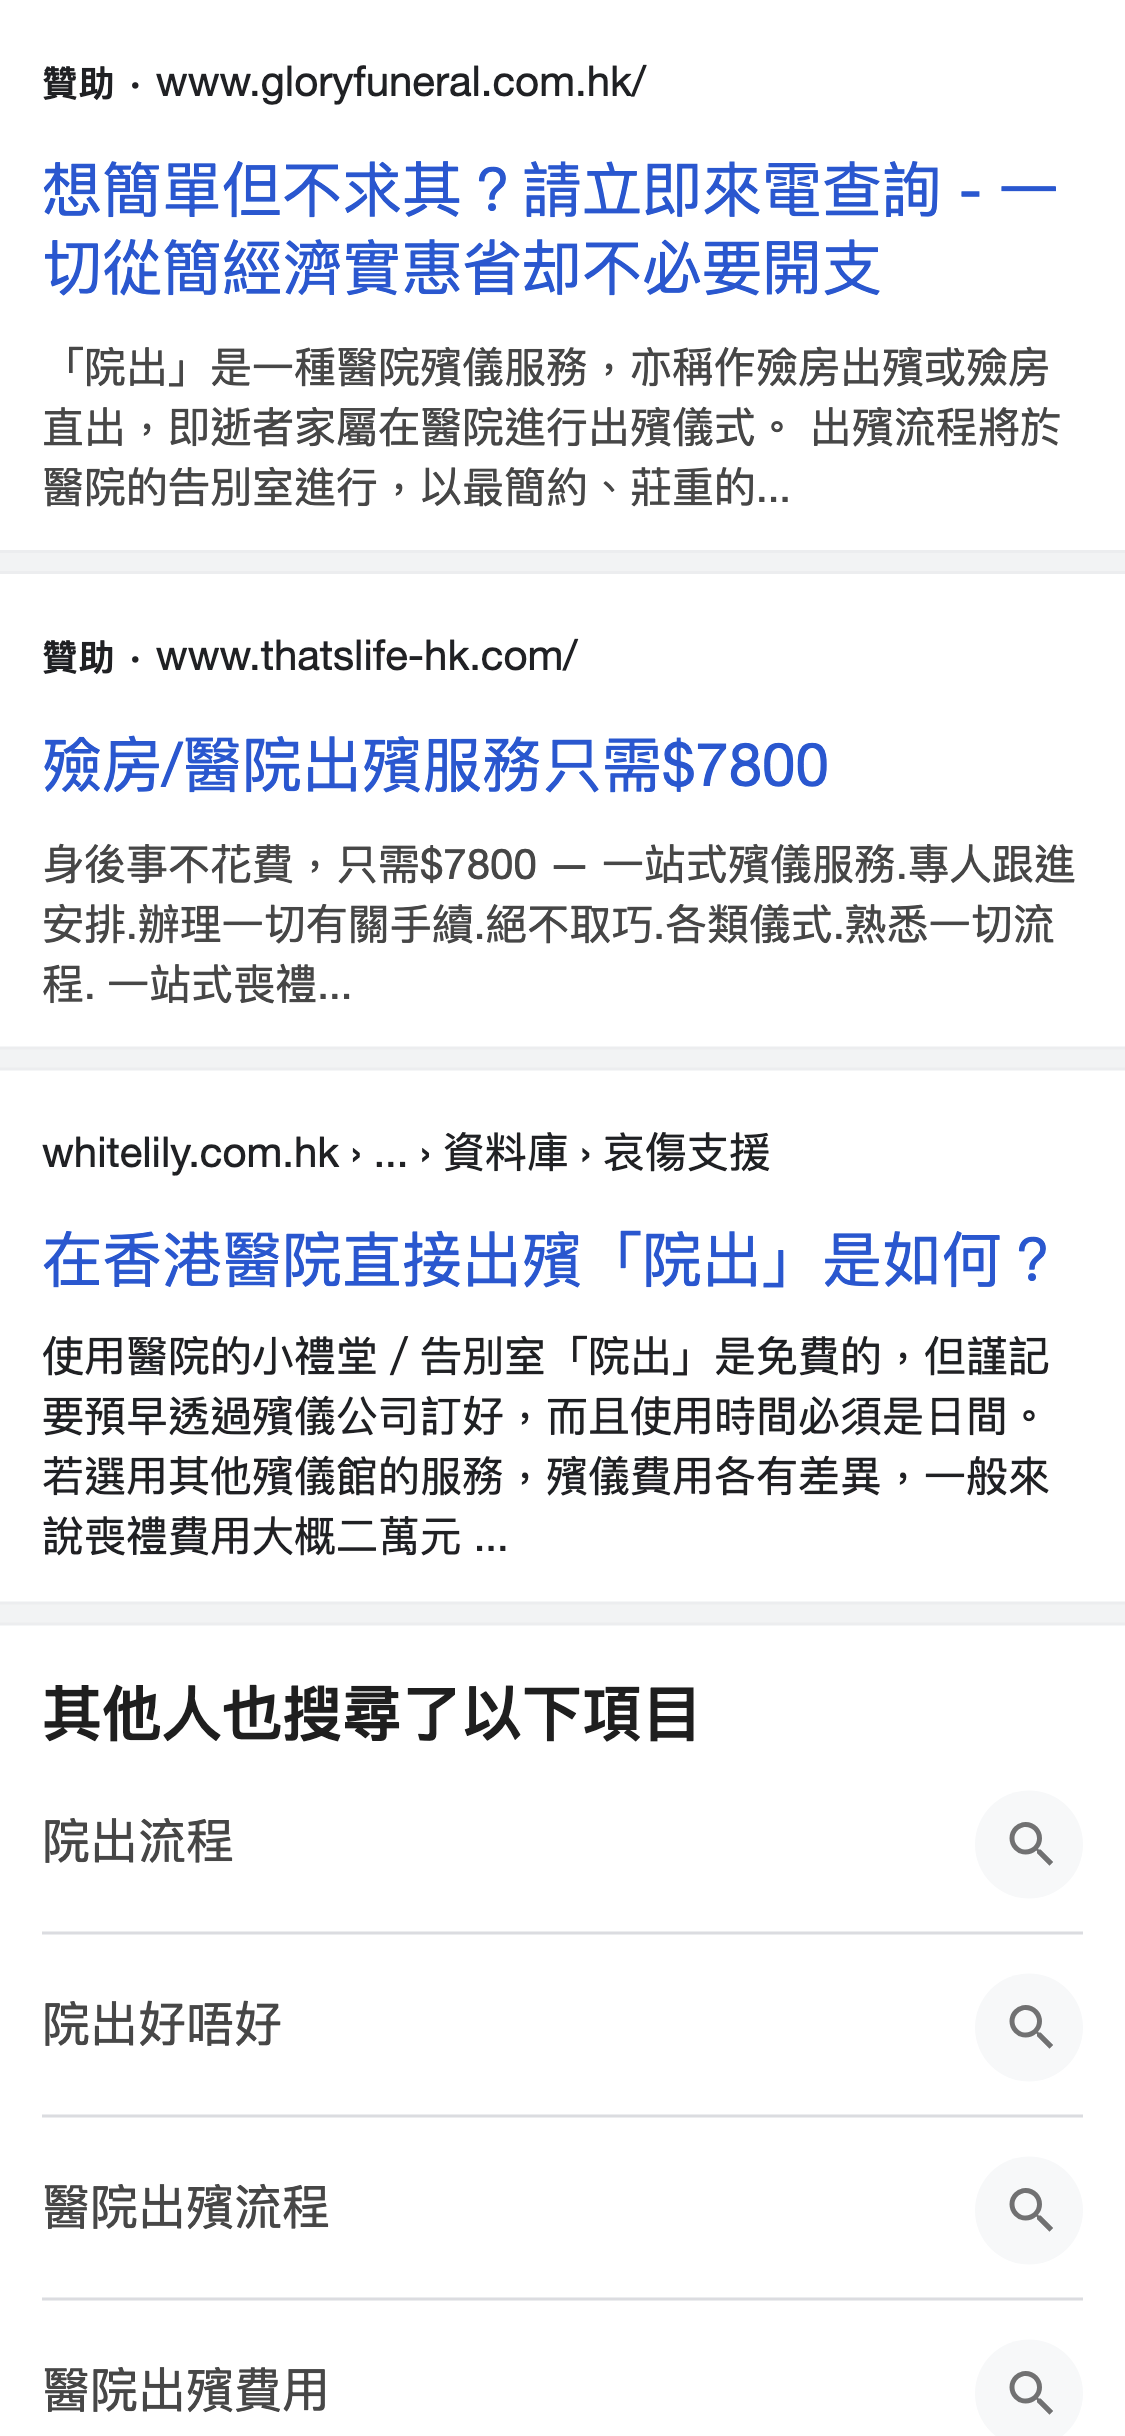 贊助 · www.gloryfuneral.com.hk/
想簡單但不求其？請立即來電查詢 - 一
切從簡經濟實惠省却不必要開支
「院出」是一種醫院殯儀服務，亦稱作殮房出殯或殮房
直出，即逝者家屬在醫院進行出殯儀式。 出殯流程將於
醫院的告別室進行，以最簡約、莊重的...
贊助 · www.thatslife-hk.com/
殮房/醫院出殯服務只需$7800
身後事不花費，只需$7800 — 一站式殯儀服務.專人跟進
安排.辦理一切有關手續.絕不取巧.各類儀式.熟悉一切流
程. 一站式喪禮...
whitelily.com.hk › ... › 資料庫 › 哀傷支援
在香港醫院直接出殯「院出」是如何？
使用醫院的小禮堂 / 告別室「院出」是免費的，但謹記
要預早透過殯儀公司訂好，而且使用時間必須是日間。
若選用其他殯儀館的服務，殯儀費用各有差異，一般來
說喪禮費用大概二萬元 ...
其他人也搜尋了以下項目
院出流程
院出好唔好
醫院出殯流程
醫院出殯費用